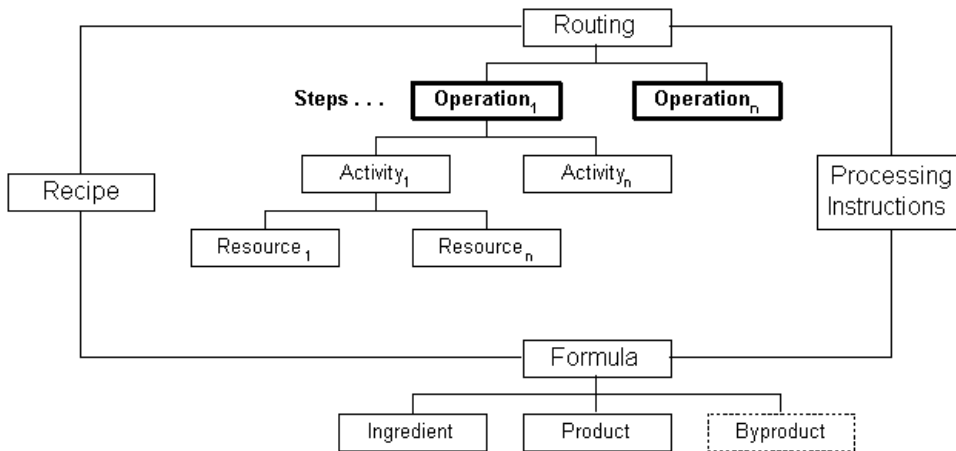 Routing
Steps . . .
Operation1
Operationn
Activity1
Activityn
Recipe
Processing
Instructions
Resource1
Resourcen
Formula
Ingredient
Product
Byproduct